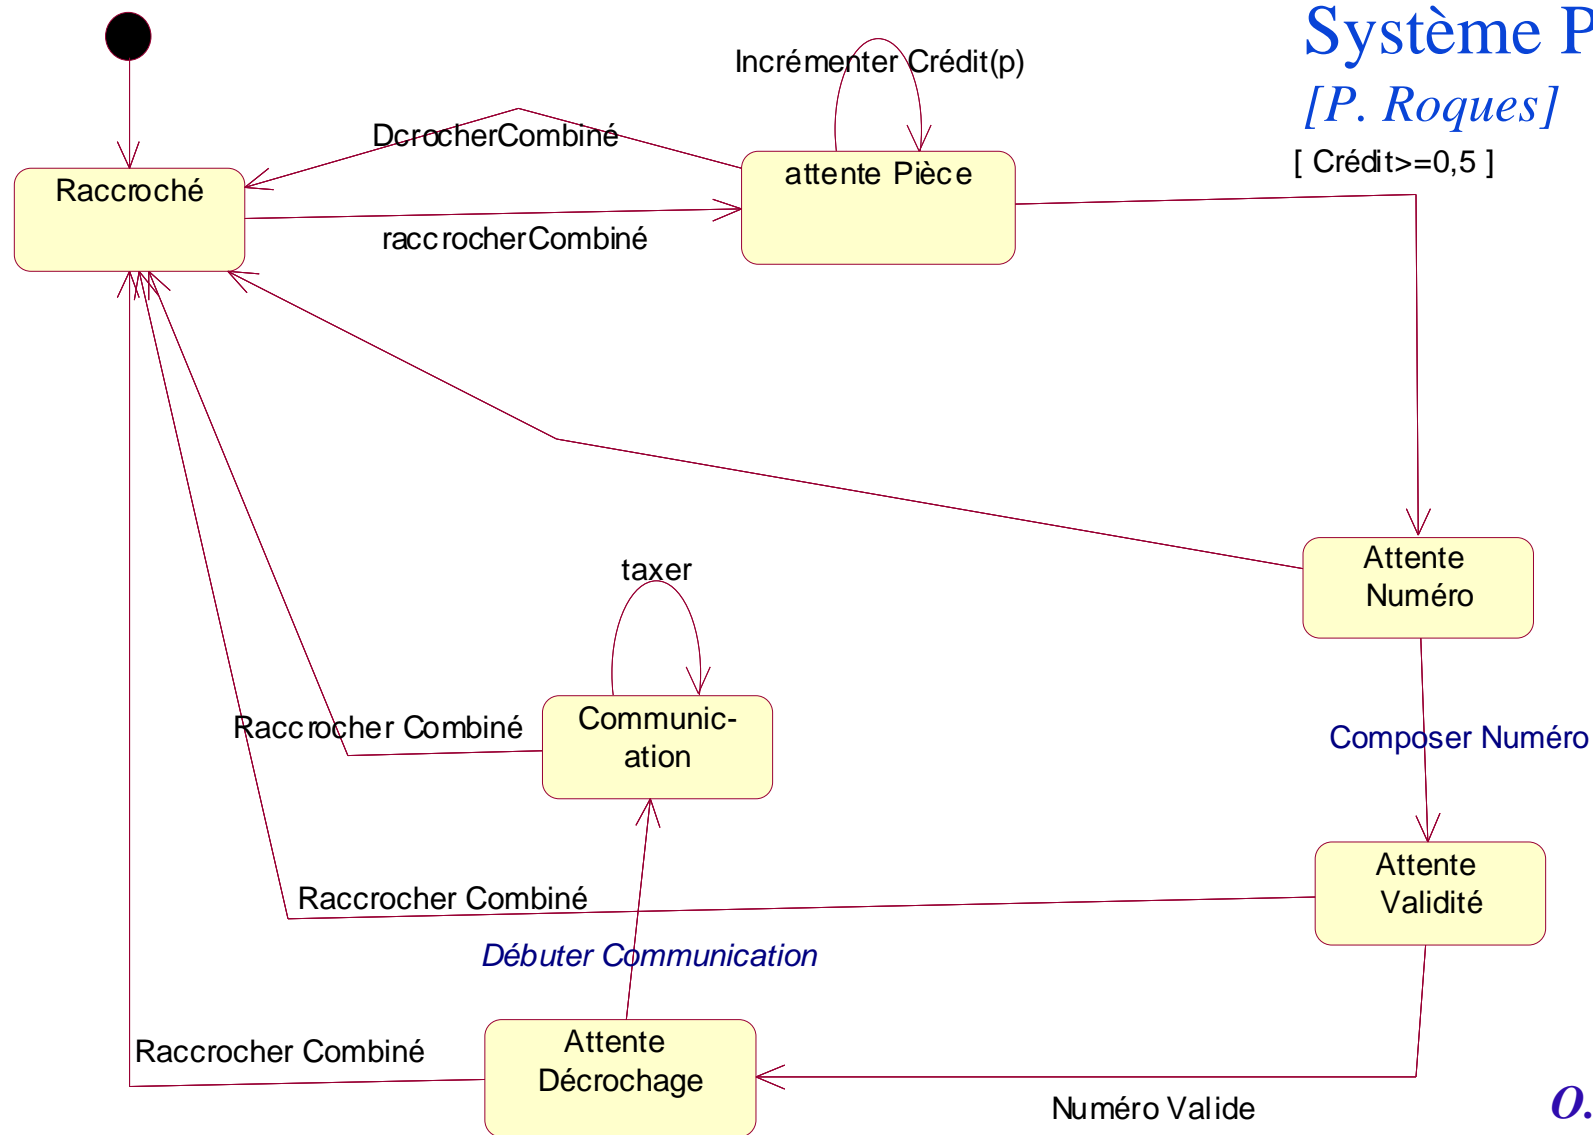 Système P
[P. Roques]
Incrémenter Crédit(p)
DcrocherCombiné
[ Crédit>=0,5 ]
Raccroché
attente Pièce
raccrocherCombiné
Attente
Numéro
taxer
Communic-
ation
Raccrocher Combiné
Composer Numéro
Attente
Validité
Raccrocher Combiné
Débuter Communication
Attente
Décrochage
Raccrocher Combiné
Numéro Valide
O.